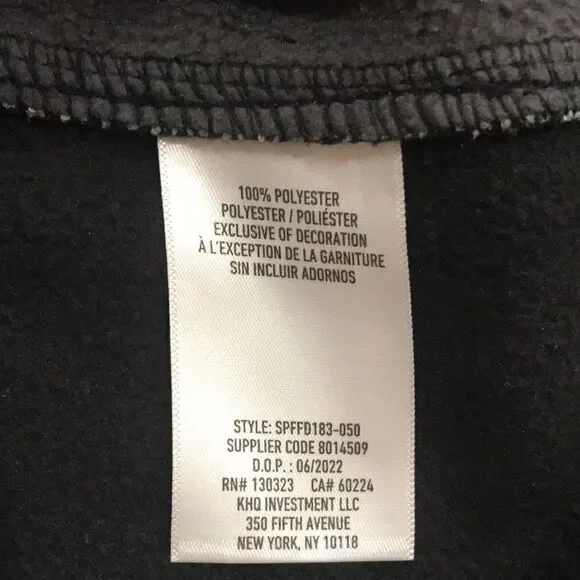 100% POLYESTER
POLYESTER / POLIÉSTER
EXCLUSIVE OF DECORATION
À L'EXCEPTION DE LA GARNITURE
SIN INCLUIR ADORNOS
STYLE: SPFFD183-050
SUPPLIER CODE 8014509
D.O.P. : 06/2022
RN# 130323 CA# 60224
KHQ INVESTMENT LLC
350 FIFTH AVENUE
NEW YORK, NY 10118